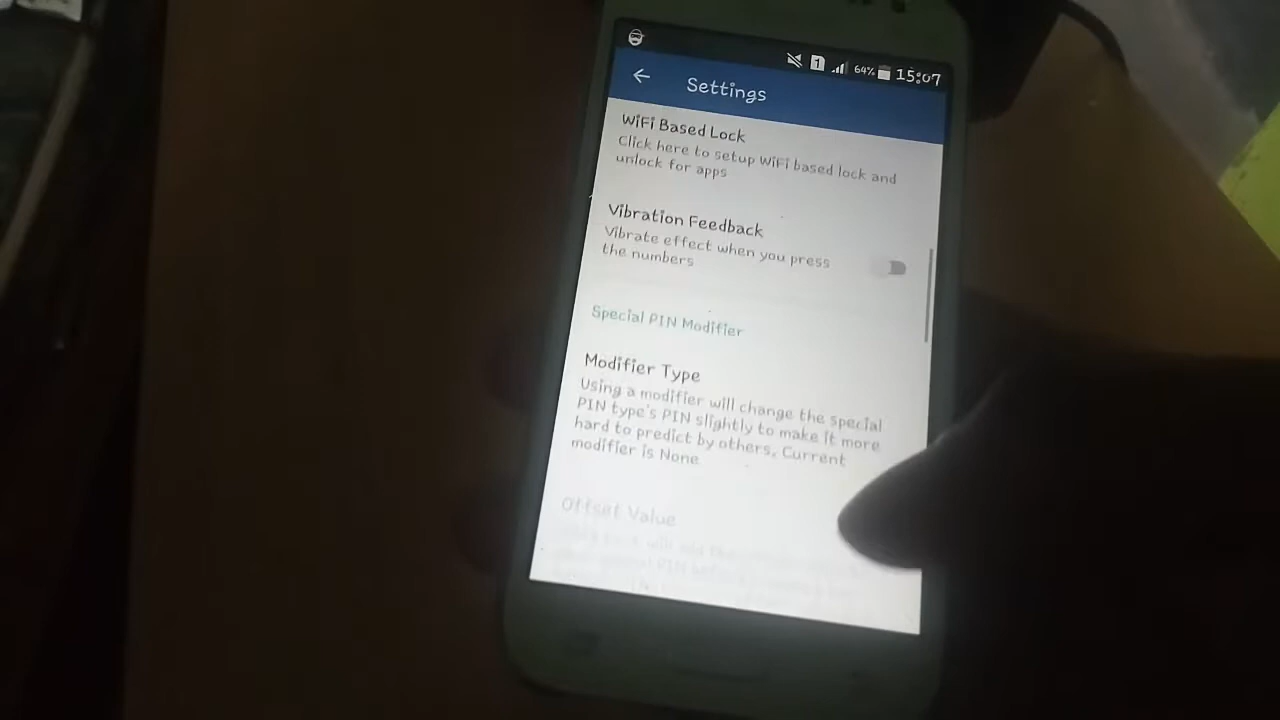 1 64% 15:07
Settings
WiFi Based Lock
Click here to setup WiFi based lock and
unlock for apps
Vibration Feedback
Vibrate effect when you press
the numbers
Special PIN Modifier
Modifier Type
Using a modifier will change the special
PIN type's PIN slightly to make it more
hard to predict by others, Current
modifier is None
Offset Value